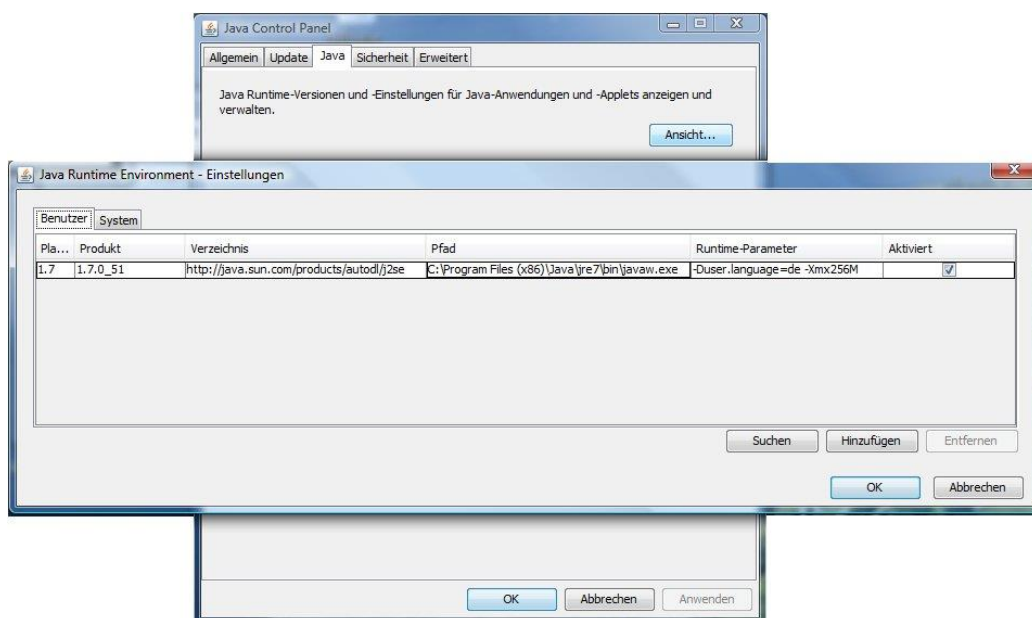 Java Control Panel
Allgemein Update Java Sicherheit Erweitert
Java Runtime-Versionen und -Einstellungen für Java-Anwendungen und -Applets anzeigen und
verwalten.
Ansicht...
Java Runtime Environment - Einstellungen
Benutzer System
Pla... Produkt Verzeichnis Pfad Runtime-Parameter Aktiviert
1.7 1.7.0_51 http://java.sun.com/products/autodl/j2se C:\Program Files (x86)\Java\jre7\bin\javaw.exe -Duser.language=de -Xmx256M
Suchen Hinzufügen Entfernen
OK Abbrechen
OK Abbrechen Anwenden